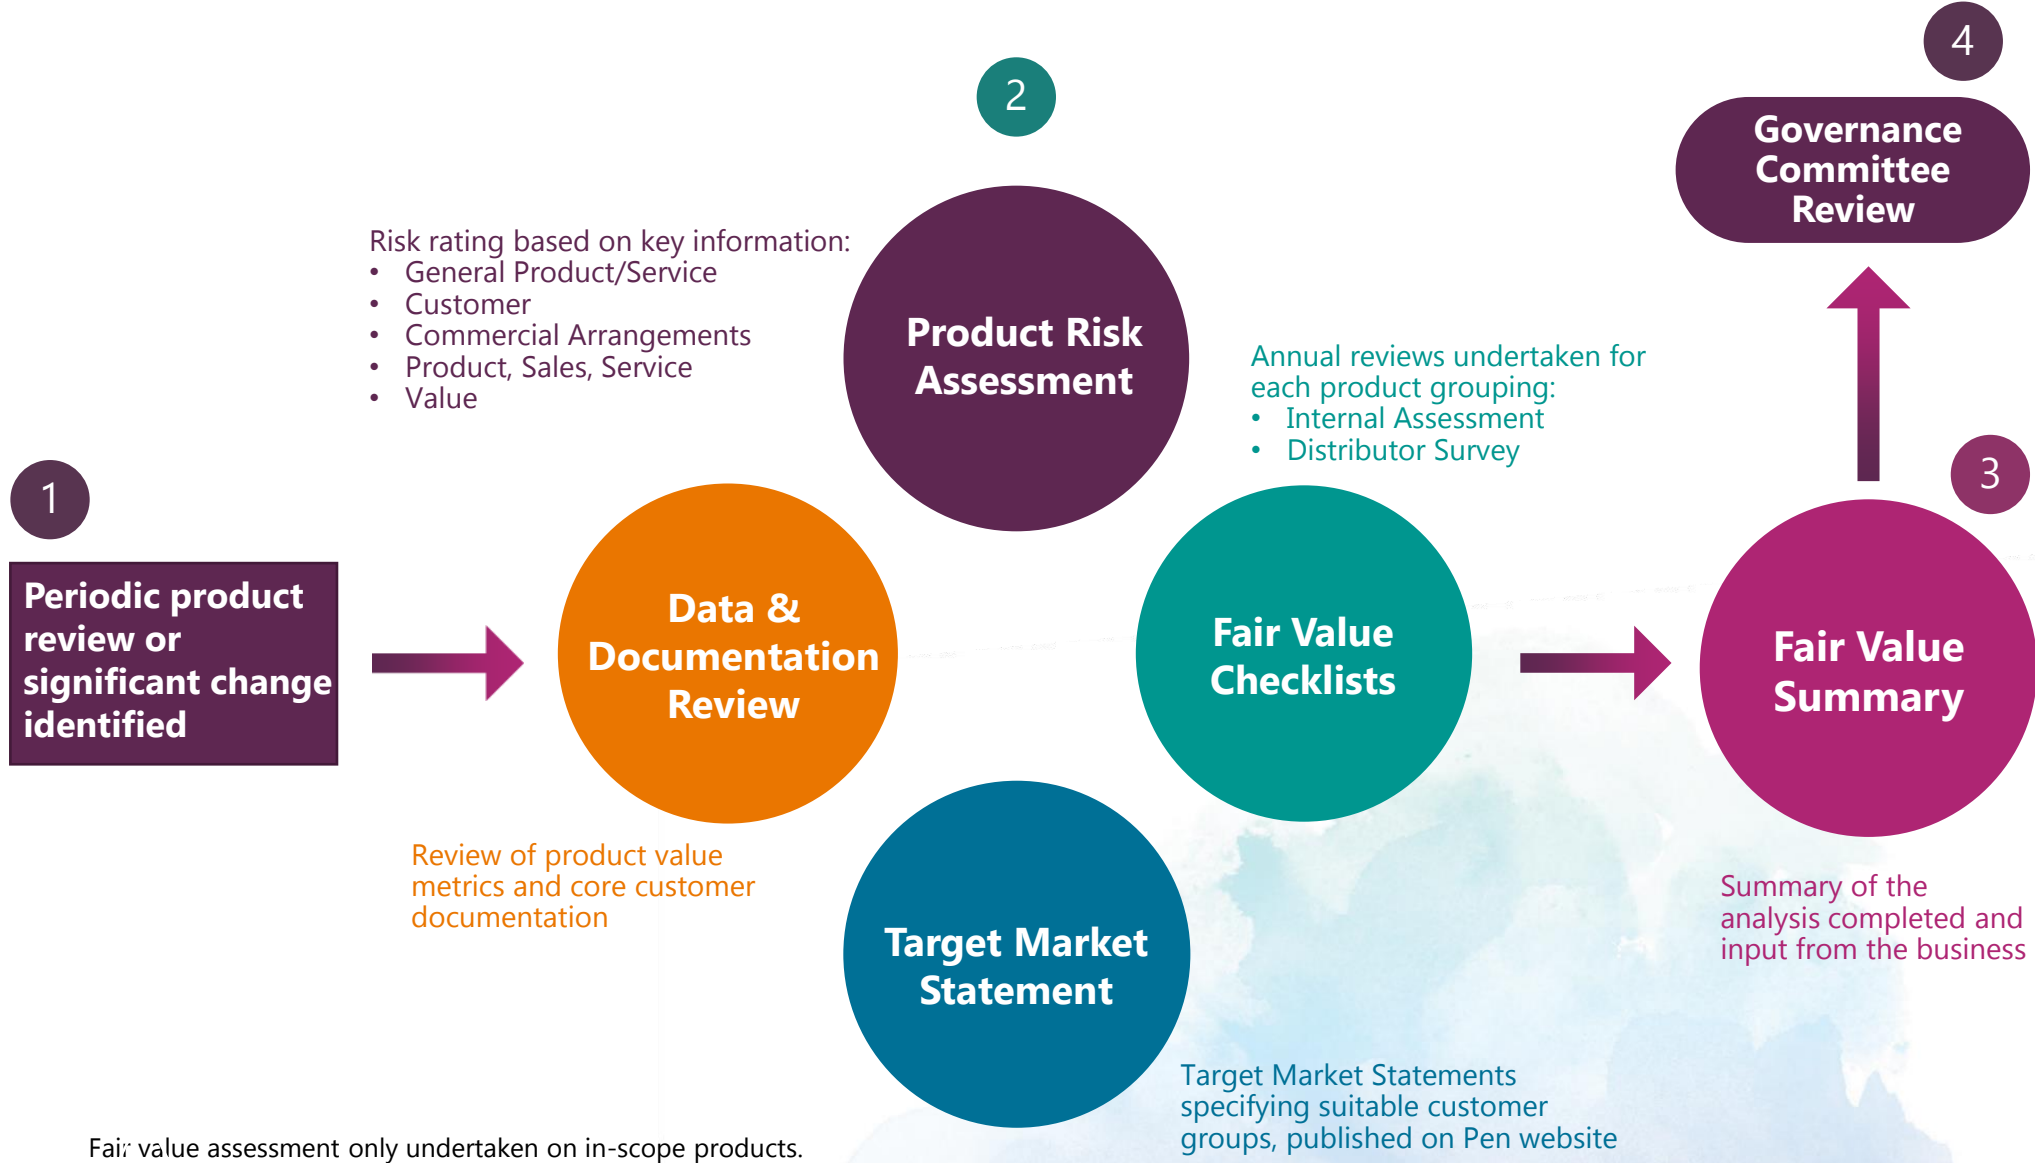 1
Periodic product
review or
significant change
identified
2
Risk rating based on key information:
• General Product/Service
• Customer
• Commercial Arrangements
• Product, Sales, Service
• Value
Product Risk
Assessment
Data &
Documentation
Review
Review of product value
metrics and core customer
documentation
Annual reviews undertaken for
each product grouping:
• Internal Assessment
• Distributor Survey
Fair Value
Checklists
Target Market
Statement
Target Market Statements
specifying suitable customer
groups, published on Pen website
3
Fair Value
Summary
Summary of the
analysis completed and
input from the business
4
Governance
Committee
Review
Fair value assessment only undertaken on in-scope products.